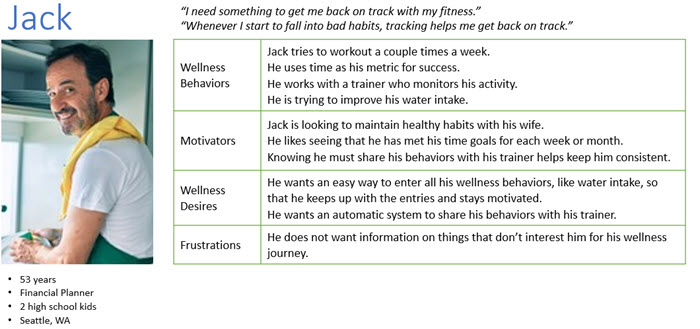 Jack
“I need something to get me back on track with my fitness.”
“Whenever I start to fall into bad habits, tracking helps me get back on track.”
Wellness
Behaviors
Jack tries to workout a couple times a week.
He uses time as his metric for success.
He works with a trainer who monitors his activity.
He is trying to improve his water intake.
Motivators
Jack is looking to maintain healthy habits with his wife.
He likes seeing that he has met his time goals for each week or month.
Knowing he must share his behaviors with his trainer helps keep him consistent.
Wellness
Desires
He wants an easy way to enter all his wellness behaviors, like water intake, so
that he keeps up with the entries and stays motivated.
He wants an automatic system to share his behaviors with his trainer.
Frustrations
He does not want information on things that don’t interest him for his wellness
journey.
• 53 years
• Financial Planner
• 2 high school kids
• Seattle, WA